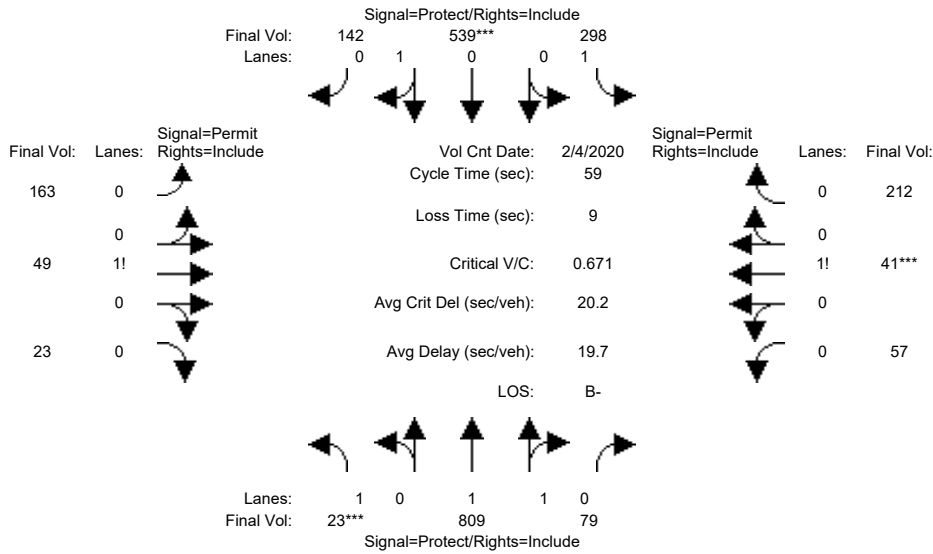 Signal=Protect/Rights=Include
Final Vol: 142 539*** 298
Lanes: 0 1 0 0 1
Signal=Permit
Final Vol: Lanes: Rights=Include
Vol Cnt Date: 2/4/2020
Signal=Permit
Rights=Include Lanes: Final Vol:
Cycle Time (sec): 59
163 0
0 212
Loss Time (sec): 9
0
0
49 1!
Critical V/C: 0.671
1! 41***
0
Avg Crit Del (sec/veh): 20.2
0
23 0
Avg Delay (sec/veh): 19.7
0 57
LOS: B-
Lanes: 1 0 1 1 0
Final Vol: 23*** 809 79
Signal=Protect/Rights=Include